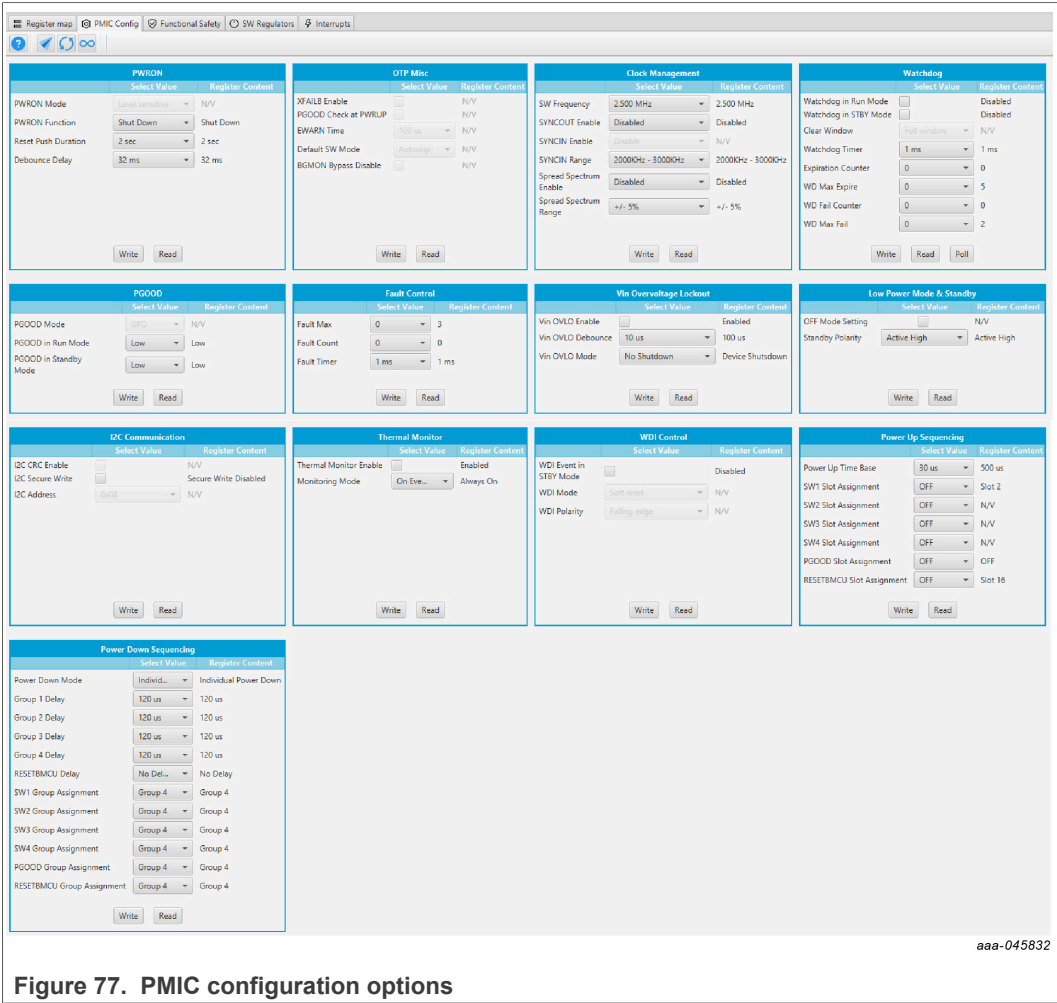 Register map PMIC Config Functional Safety SW Regulators Interrupts
PWRON
Select Value Register Content
PWRON Mode Level sensitive N/V
PWRON Function Shut Down Shut Down
Reset Push Duration 2 sec 2 sec
Debounce Delay 32 ms 32 ms
Write Read
OTP Misc
Select Value Register Content
XFAILB Enable N/V
PGOOD Check at PWRUP N/V
EWARN Time 100 us N/V
Default SW Mode Autoskip N/V
BGMON Bypass Disable N/V
Write Read
Clock Management
Select Value Register Content
SW Frequency 2.500 MHz 2.500 MHz
SYNCOUT Enable Disabled Disabled
SYNCIN Enable N/V
SYNCIN Range 2000KHz - 3000KHz 2000KHz - 3000KHz
Spread Spectrum
Enable Disabled Disabled
Spread Spectrum
Range +/- 5% +/- 5%
Write Read
Watchdog
Select Value Register Content
Watchdog in Run Mode Disabled
Watchdog in STBY Mode Disabled
Clear Window Full window N/V
Watchdog Timer 1 ms 1 ms
Expiration Counter 0 0
WD Max Expire 0 5
WD Fail Counter 0 0
WD Max Fail 0 2
Write Read Poll
PGOOD
Select Value Register Content
PGOOD Mode GPO N/V
PGOOD in Run Mode Low Low
PGOOD in Standby
Mode Low Low
Write Read
Fault Control
Select Value Register Content
Fault Max 0 3
Fault Count 0 0
Fault Timer 1 ms 1 ms
Write Read
Vin Overvoltage Lockout
Select Value Register Content
Vin OVLO Enable Enabled
Vin OVLO Debounce 10 us 100 us
Vin OVLO Mode No Shutdown Device Shutsdown
Write Read
Low Power Mode & Standby
Select Value Register Content
OFF Mode Setting N/V
Standby Polarity Active High Active High
Write Read
I2C Communication
Select Value Register Content
I2C CRC Enable N/V
I2C Secure Write Secure Write Disabled
I2C Address 0x08 N/V
Write Read
Thermal Monitor
Select Value Register Content
Thermal Monitor Enable Enabled
Monitoring Mode On Eve... Always On
Write Read
WDI Control
Select Value Register Content
WDI Event in
STBY Mode Disabled
WDI Mode Soft reset N/V
WDI Polarity Falling edge N/V
Write Read
Power Up Sequencing
Select Value Register Content
Power Up Time Base 30 us 500 us
SW1 Slot Assignment OFF Slot 2
SW2 Slot Assignment OFF N/V
SW3 Slot Assignment OFF N/V
SW4 Slot Assignment OFF N/V
PGOOD Slot Assignment OFF OFF
RESETBMCU Slot Assignment OFF Slot 16
Write Read
Power Down Sequencing
Select Value Register Content
Power Down Mode Individ... Individual Power Down
Group 1 Delay 120 us 120 us
Group 2 Delay 120 us 120 us
Group 3 Delay 120 us 120 us
Group 4 Delay 120 us 120 us
RESETBMCU Delay No Del... No Delay
SW1 Group Assignment Group 4 Group 4
SW2 Group Assignment Group 4 Group 4
SW3 Group Assignment Group 4 Group 4
SW4 Group Assignment Group 4 Group 4
PGOOD Group Assignment Group 4 Group 4
RESETBMCU Group Assignment Group 4 Group 4
Write Read
aaa-045832
Figure 77. PMIC configuration options